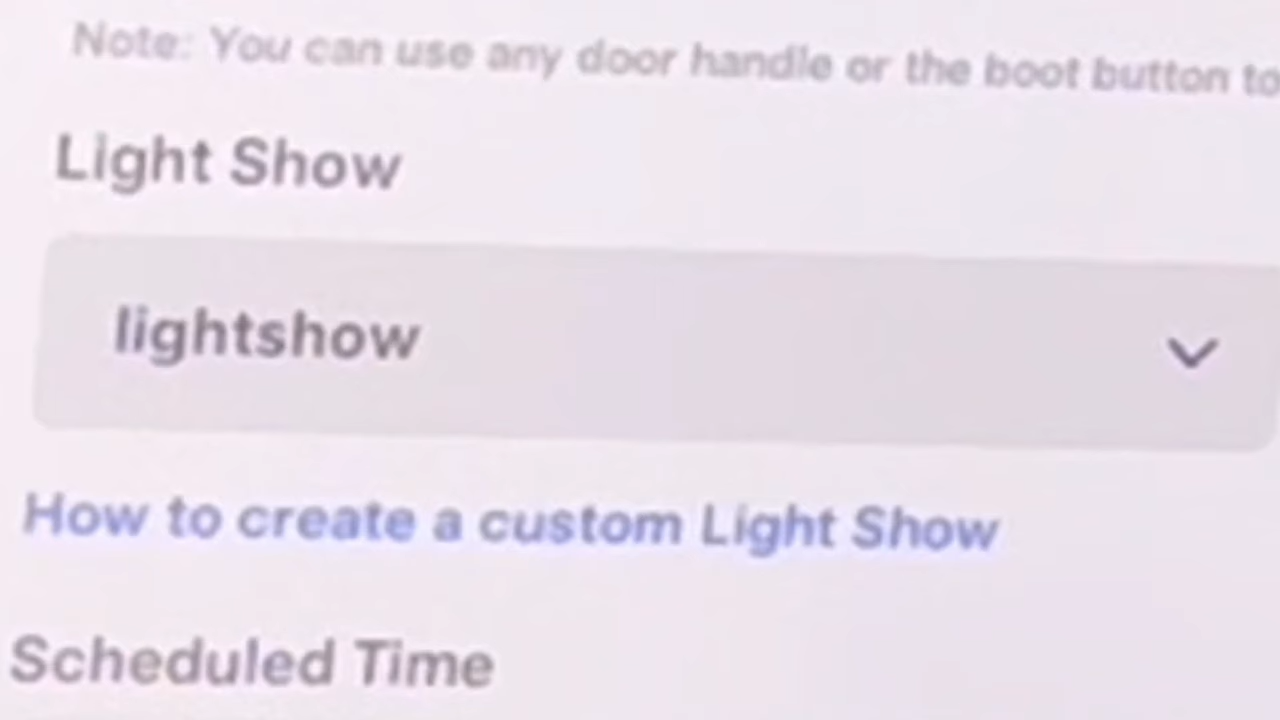 Note: You can use any door handle or the boot button to
Light Show
lightshow
How to create a custom Light Show
Scheduled Time